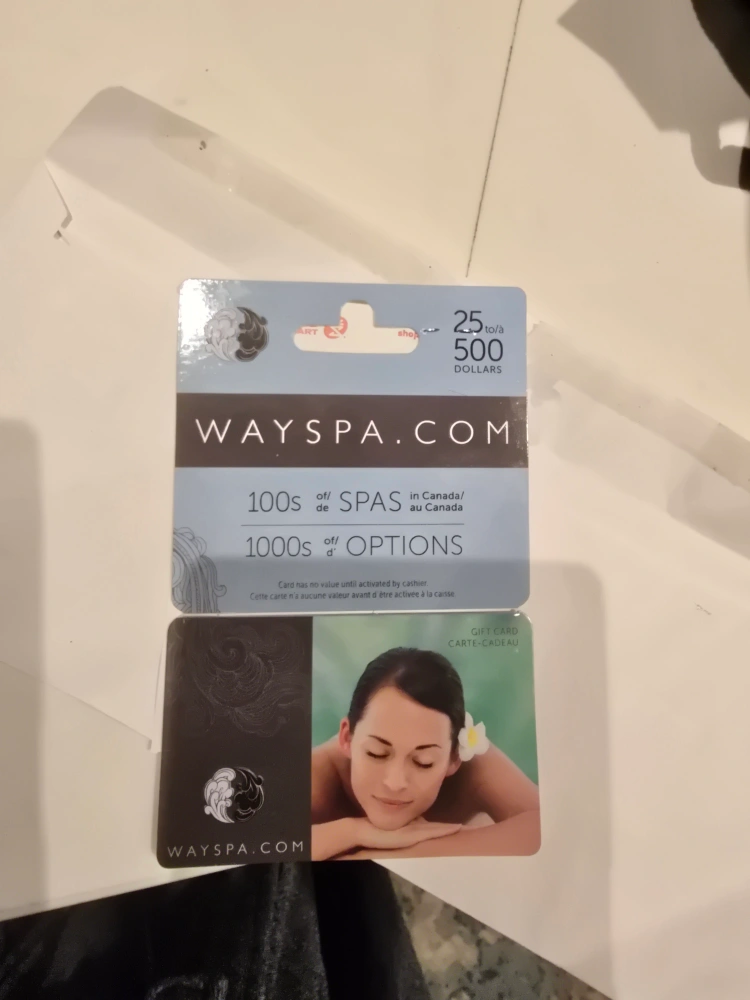 ART
shop
25 to/à
500
DOLLARS
WAYSPA.COM
100s of/ de SPAS in Canada/ au Canada
1000s of/ d' OPTIONS
Card has no value until activated by cashier.
Cette carte n'a aucune valeur avant d'être activée à la caisse.
GIFT CARD
CARTE-CADEAU
WAYSPA.COM